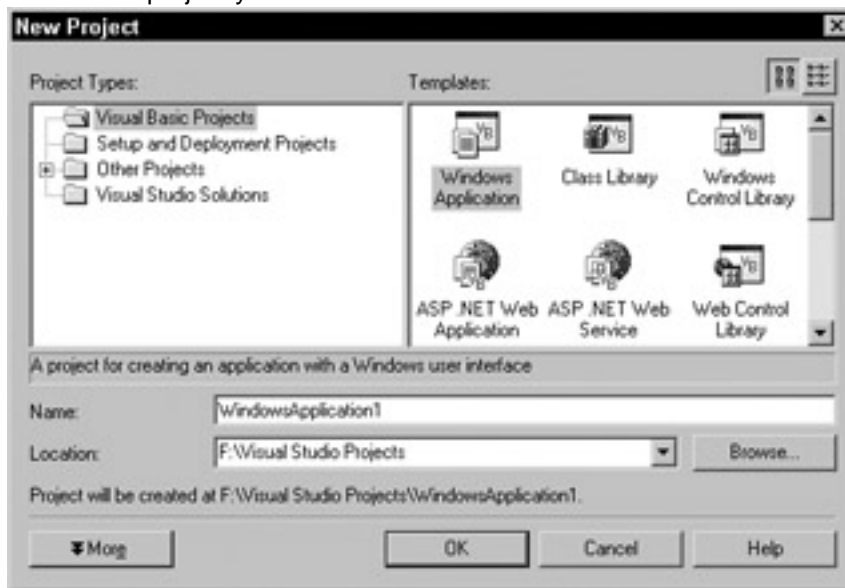 New Project
Project Types:
Templates:
Visual Basic Projects
Setup and Deployment Projects
Other Projects
Visual Studio Solutions
Windows
Application
Class Library
Windows
Control Library
ASP .NET Web
Application
ASP .NET Web
Service
Web Control
Library
A project for creating an application with a Windows user interface
Name:
WindowsApplication1
Location:
F:\Visual Studio Projects
Browse...
Project will be created at F:\Visual Studio Projects\WindowsApplication1.
More
OK
Cancel
Help